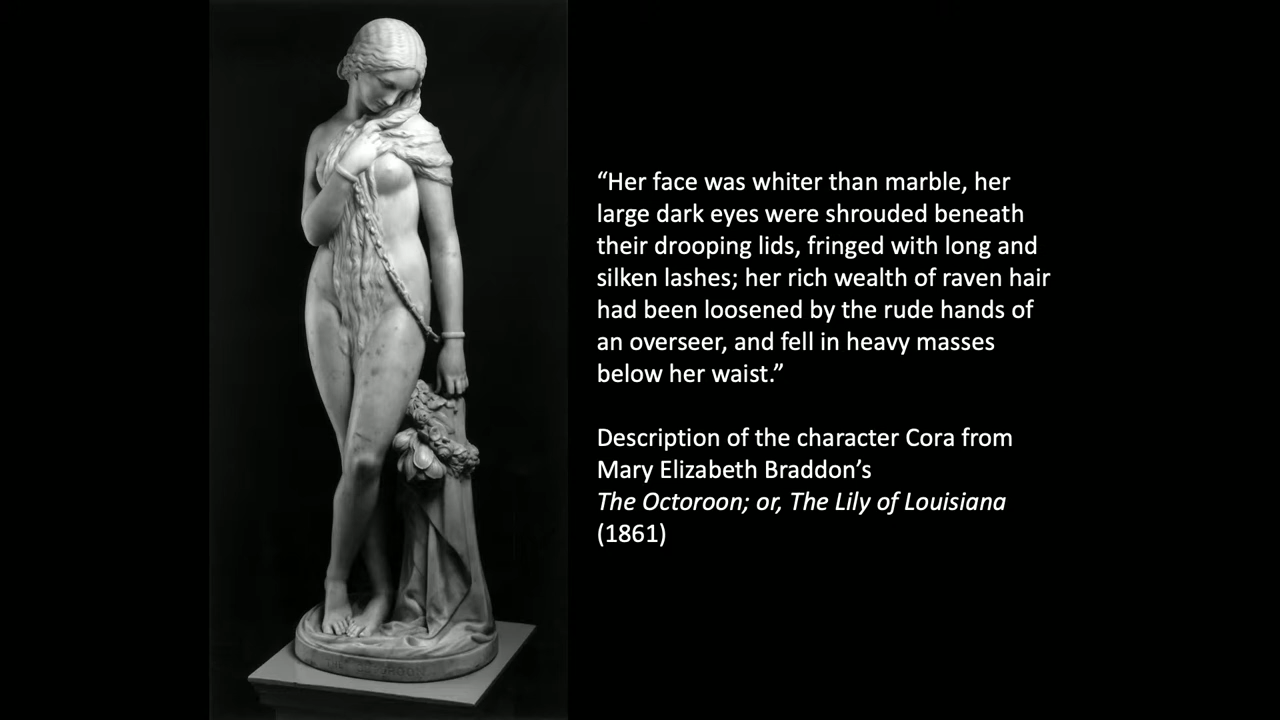 “Her face was whiter than marble, her
large dark eyes were shrouded beneath
their drooping lids, fringed with long and
silken lashes; her rich wealth of raven hair
had been loosened by the rude hands of
an overseer, and fell in heavy masses
below her waist.”
Description of the character Cora from
Mary Elizabeth Braddon’s
The Octoroon; or, The Lily of Louisiana
(1861)